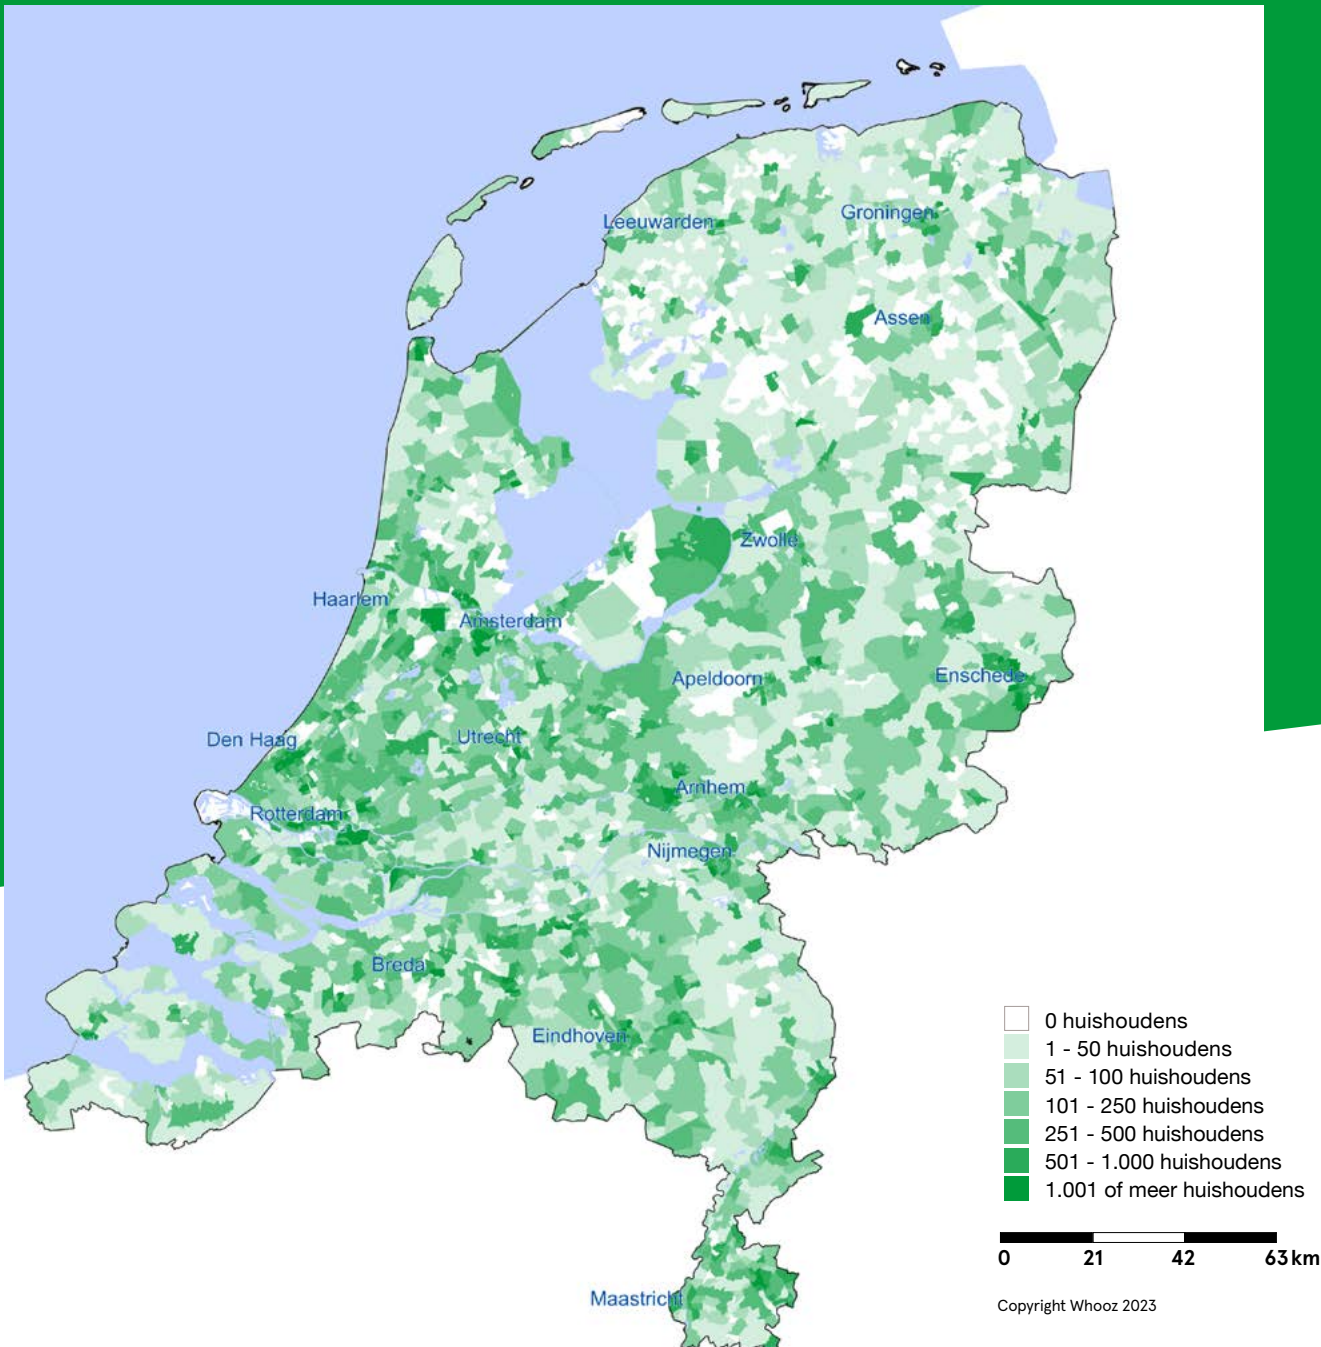 Leeuwarden
Groningen
Assen
Zwolle
Haarlem
Amsterdam
Apeldoorn
Enschede
Den Haag
Utrecht
Arnhem
Rotterdam
Nijmegen
Breda
Eindhoven
Maastricht
0 huishoudens
1 - 50 huishoudens
51 - 100 huishoudens
101 - 250 huishoudens
251 - 500 huishoudens
501 - 1.000 huishoudens
1.001 of meer huishoudens
0 21 42 63 km
Copyright Whooz 2023